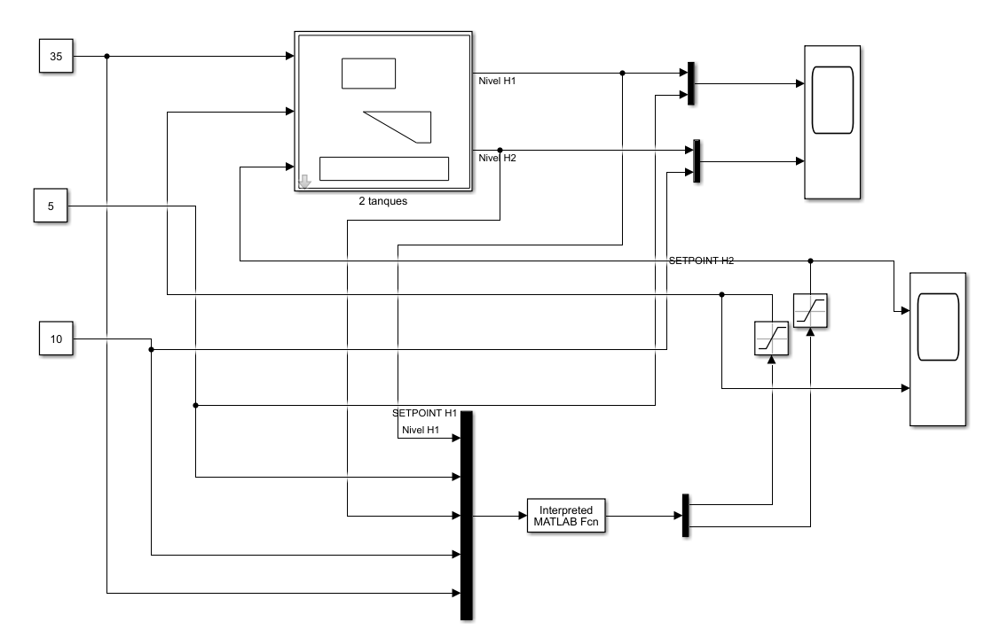 35
Nivel H1
Nivel H2
2 tanques
5
SETPOINT H2
10
SETPOINT H1
Nivel H1
Interpreted
MATLAB Fcn